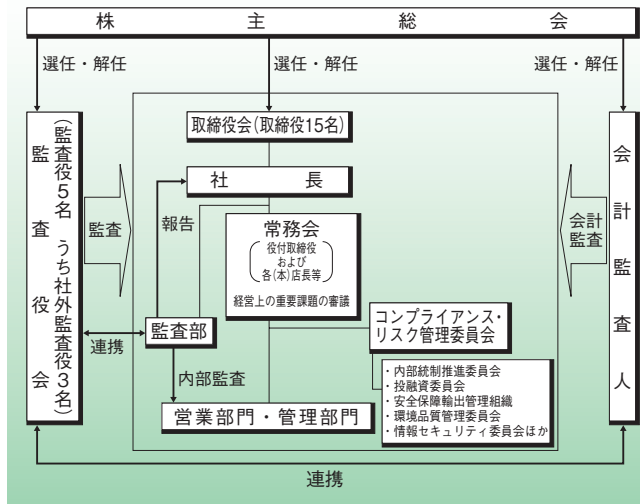 株主総会
選任・解任
選任・解任
選任・解任
取締役会(取締役15名)
社長
監査役会
(監査役5名 うち社外監査役3名)
監査
報告
常務会
役付取締役
および
各(本)店長等
経営上の重要課題の審議
会計
監査
会計監査人
監査部
連携
コンプライアンス・
リスク管理委員会
内部監査
・内部統制推進委員会
・投融資委員会
・安全保障輸出管理組織
・環境品質管理委員会
・情報セキュリティ委員会ほか
営業部門・管理部門
連携